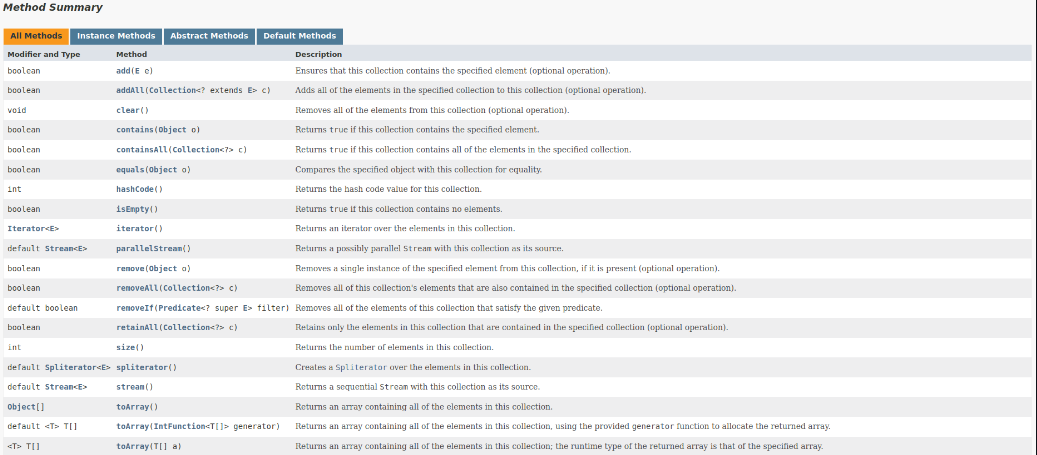 Method Summary
All Methods Instance Methods Abstract Methods Default Methods
Modifier and Type Method Description
boolean add(E e) Ensures that this collection contains the specified element (optional operation).
boolean addAll(Collection<? extends E> c) Adds all of the elements in the specified collection to this collection (optional operation).
void clear() Removes all of the elements from this collection (optional operation).
boolean contains(Object o) Returns true if this collection contains the specified element.
boolean containsAll(Collection<?> c) Returns true if this collection contains all of the elements in the specified collection.
boolean equals(Object o) Compares the specified object with this collection for equality.
int hashCode() Returns the hash code value for this collection.
boolean isEmpty() Returns true if this collection contains no elements.
Iterator<E> iterator() Returns an iterator over the elements in this collection.
default Stream<E> parallelStream() Returns a possibly parallel Stream with this collection as its source.
boolean remove(Object o) Removes a single instance of the specified element from this collection, if it is present (optional operation).
boolean removeAll(Collection<?> c) Removes all of this collection's elements that are also contained in the specified collection (optional operation).
default boolean removeIf(Predicate<? super E> filter) Removes all of the elements of this collection that satisfy the given predicate.
boolean retainAll(Collection<?> c) Retains only the elements in this collection that are contained in the specified collection (optional operation).
int size() Returns the number of elements in this collection.
default Spliterator<E> spliterator() Creates a Spliterator over the elements in this collection.
default Stream<E> stream() Returns a sequential Stream with this collection as its source.
Object[] toArray() Returns an array containing all of the elements in this collection.
default <T> T[] toArray(IntFunction<T[]> generator) Returns an array containing all of the elements in this collection, using the provided generator function to allocate the returned array.
<T> T[] toArray(T[] a) Returns an array containing all of the elements in this collection; the runtime type of the returned array is that of the specified array.